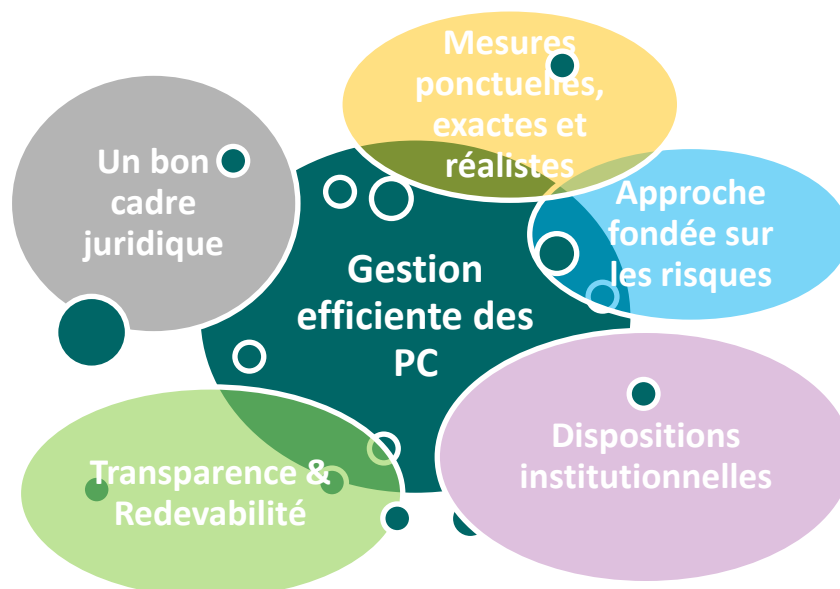 Mesures
ponctuelles,
exactes et
réalistes
Un bon
cadre
juridique
Approche
fondée sur
les risques
Gestion
efficiente des
PC
Dispositions
institutionnelles
Transparence &
Redevabilité